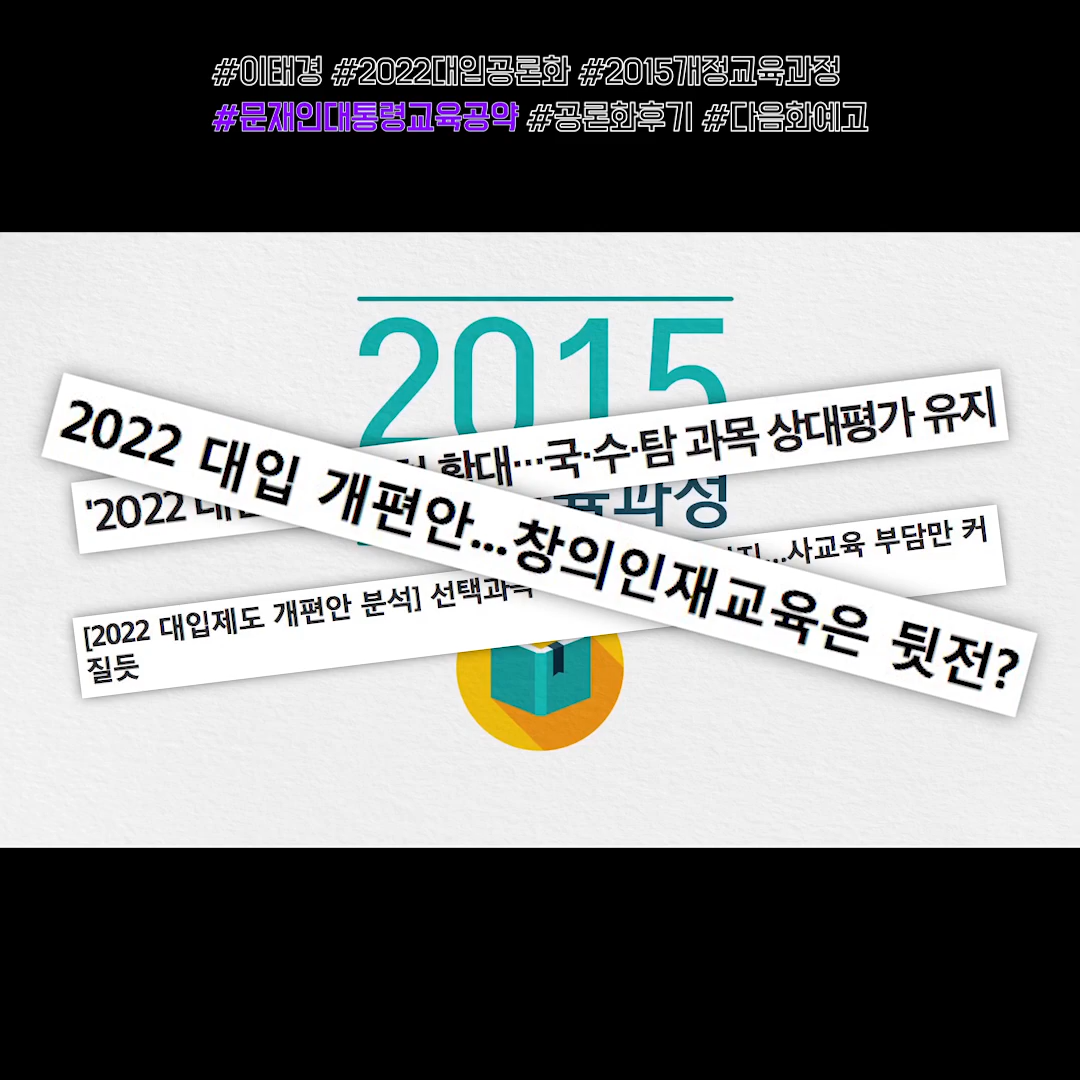 #이태경 #2022대입공론화 #2015개정교육과정
#문재인대통령교육공약 #공론화후기 #다음화예고
2015
확대…국·수·탐 과목 상대평가 유지
'2022
2022 대입 개편안...창의인재교육은 뒷전?
...사교육 부담만 커
[2022 대입제도 개편안 분석] 선택과목
질듯